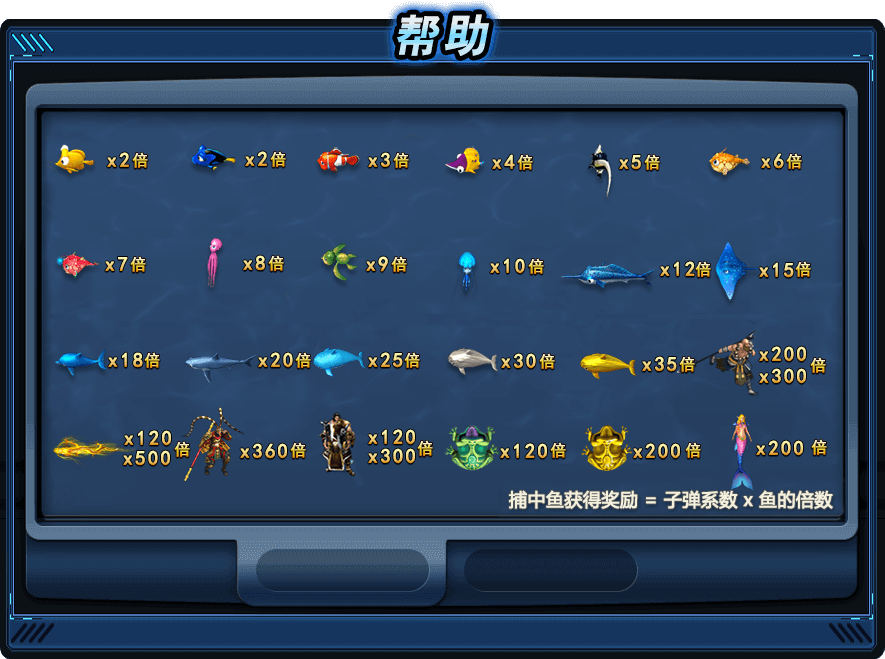 帮助
x2倍 x2倍 x3倍 x4倍 x5倍 x6倍
x7倍 x8倍 x9倍 x10倍 x12倍 x15倍
x18倍 x20倍 x25倍 x30倍 x35倍 x200 倍
x300
x120 倍 x360倍 x120 倍 x120倍 x200倍 x200 倍
x500 x300
捕中鱼获得奖励 = 子弹系数 x 鱼的倍数